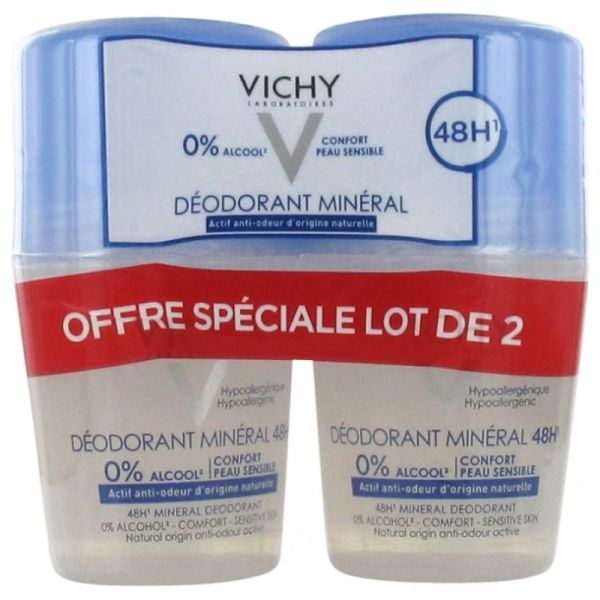 VICHY
LABORATOIRES
0% ALCOOL²
CONFORT
PEAU SENSIBLE
48H¹
DÉODORANT MINÉRAL
Actif anti-odeur d'origine naturelle
OFFRE SPÉCIALE LOT DE 2
Hypoallergénique
Hypoallergenic
DÉODORANT MINÉRAL 48H
0% ALCOOL²
CONFORT
PEAU SENSIBLE
Actif anti-odeur d'origine naturelle
48H¹ MINERAL DEODORANT
0% ALCOHOL² - COMFORT - SENSITIVE SKIN
Natural origin anti-odour active
Hypoallergénique
Hypoallergenic
DÉODORANT MINÉRAL 48H¹
0% ALCOOL²
CONFORT
PEAU SENSIBLE
Actif anti-odeur d'origine naturelle
48H¹ MINERAL DEODORANT
0% ALCOHOL² - COMFORT - SENSITIVE SKIN
Natural origin anti-odour active